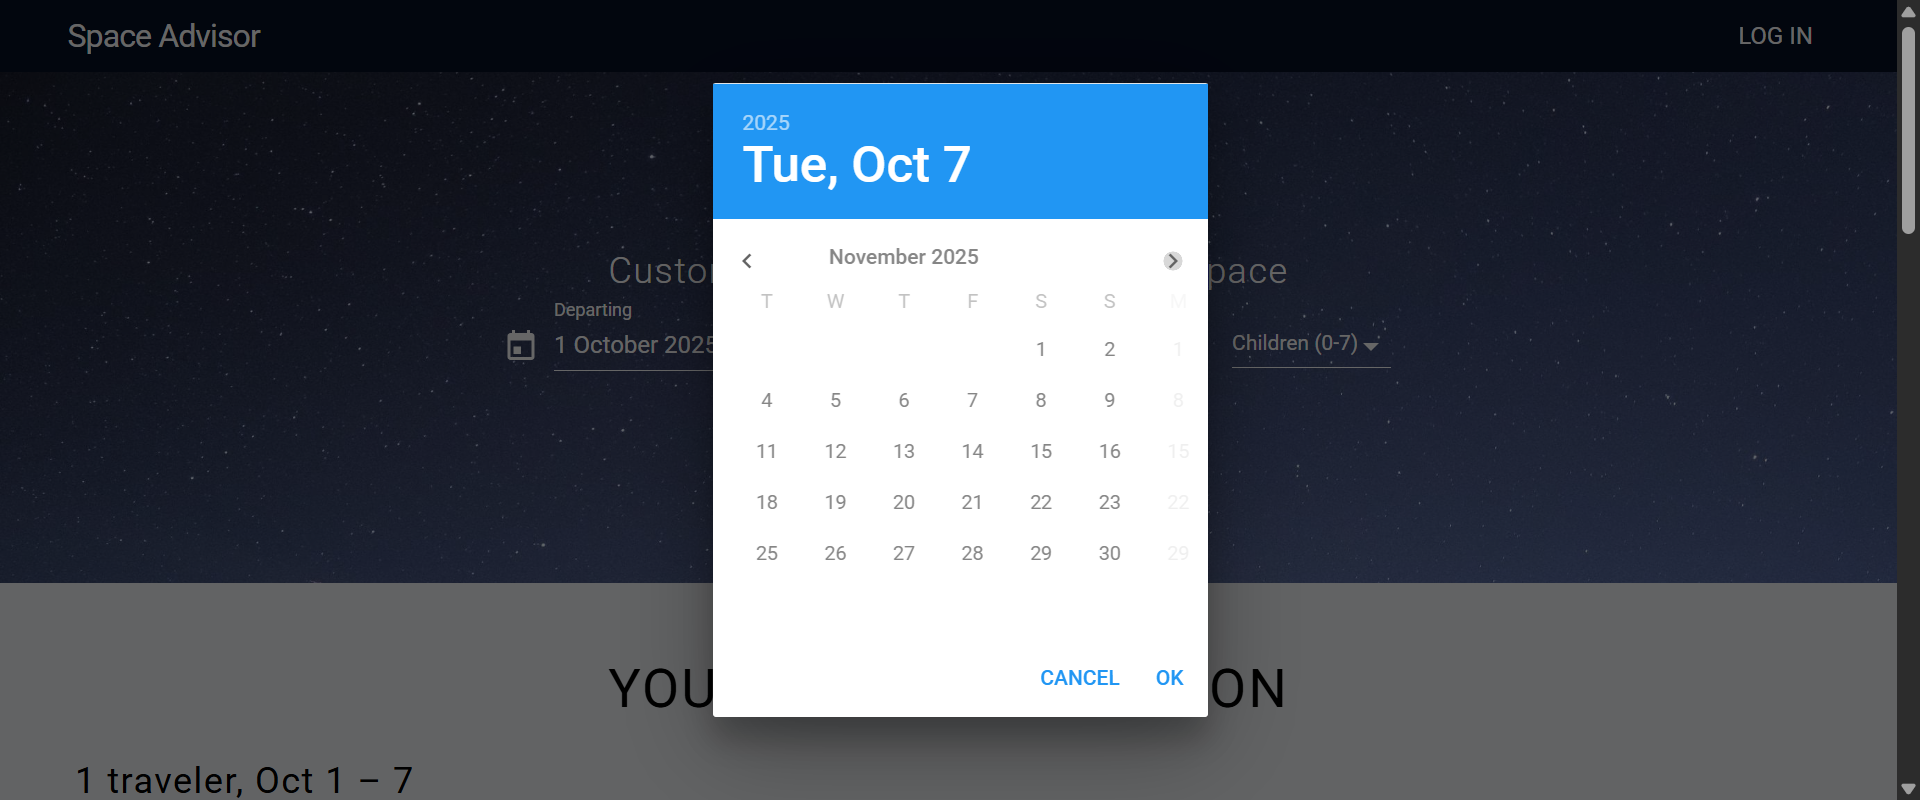 Space Advisor
LOG IN
2025
Tue, Oct 7
November 2025
T W T F S S M
1 2 1
4 5 6 7 8 9 8
11 12 13 14 15 16 15
18 19 20 21 22 23 22
25 26 27 28 29 30 29
CANCEL OK
Departing
1 October 2025
Children (0-7)
1 traveler, Oct 1 – 7